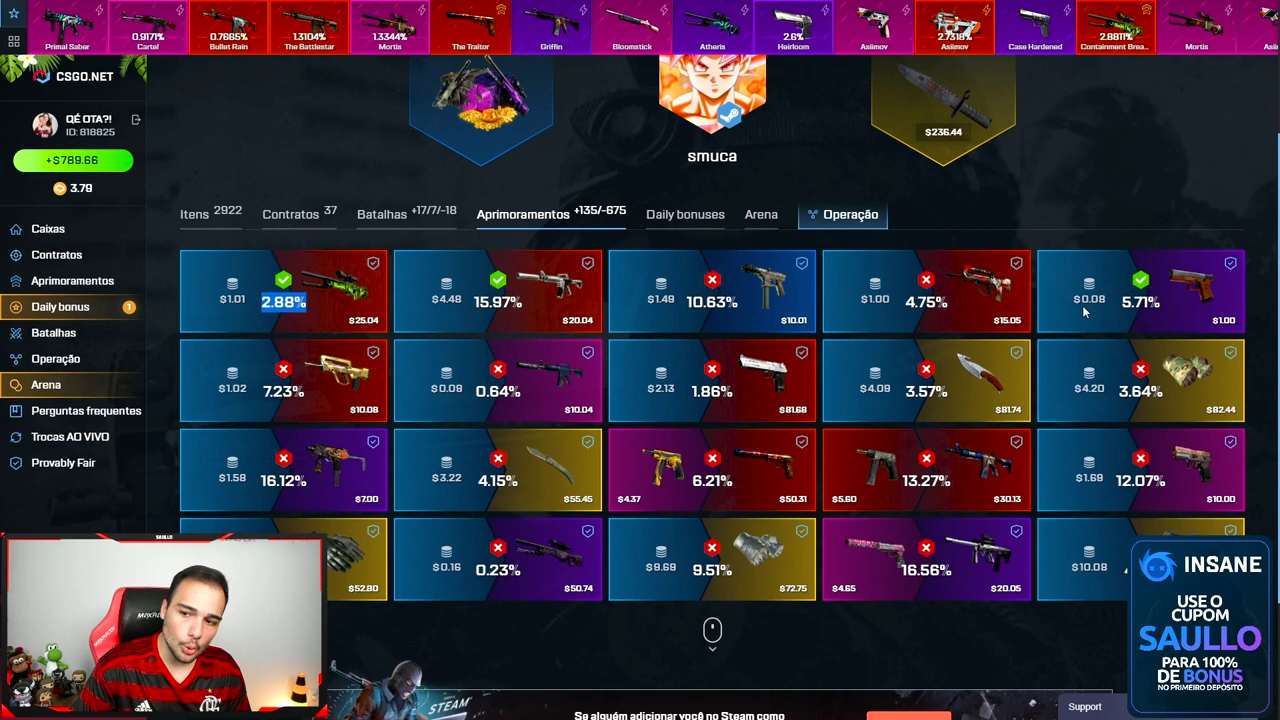 0.9171%
0.7665%
1.3104%
1.3344%
2.6%
2.7318%
2.8811%
Primal Saber
Cartel
Bullet Rain
The Battlestar
Mortis
The Traitor
Griffin
Bloomstick
Atheris
Heirloom
Asiimov
Asiimov
Case Hardened
Containment Brea...
Mortis
CSGO.NET
QÉ OTA?!
ID: 818825
+$789.66
3.79
Caixas
Contratos
Aprimoramentos
Daily bonus 1
Batalhas
Operação
Arena
Perguntas frequentes
Trocas AO VIVO
Provably Fair
$236.44
smuca
Itens 2922
Contratos 37
Batalhas +17/7/-18
Aprimoramentos +135/-675
Daily bonuses
Arena
Operação
$1.01 2.88% $25.04
$4.48 15.97% $20.04
$1.49 10.63% $10.01
$1.00 4.75% $15.05
$0.08 5.71% $1.00
$1.02 7.23% $10.08
$0.09 0.64% $10.04
$2.13 1.86% $81.68
$4.09 3.57% $81.74
$4.20 3.64% $82.44
$1.58 16.12% $7.00
$3.22 4.15% $55.45
$4.37 6.21% $50.31
$5.60 13.27% $30.13
$1.69 12.07% $10.00
$52.80
$0.16 0.23% $50.74
$9.69 9.51% $72.75
$4.65 16.56% $20.05
$10.08
SAULLO
INSANE
USE O
CUPOM
SAULLO
PARA 100%
DE BONUS
NO PRIMEIRO DEPÓSITO
STEAM
Se alguém adicionar você no Steam como
Support